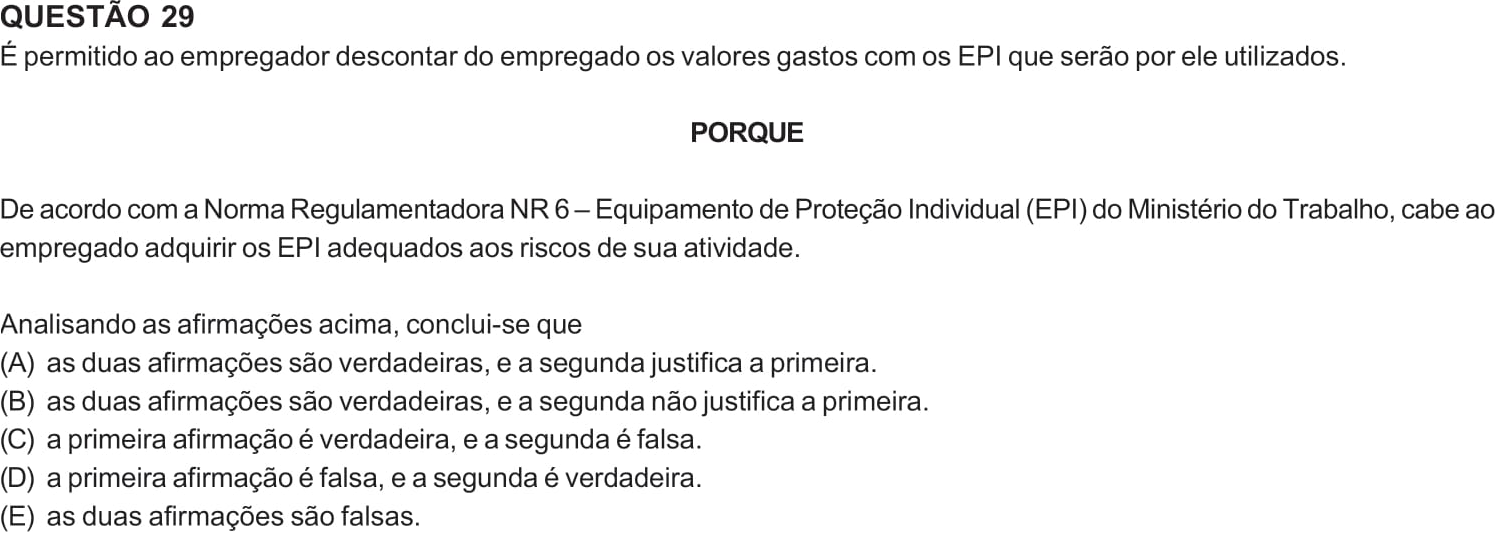 QUESTÃO 29
É permitido ao empregador descontar do empregado os valores gastos com os EPI que serão por ele utilizados.
PORQUE
De acordo com a Norma Regulamentadora NR 6 – Equipamento de Proteção Individual (EPI) do Ministério do Trabalho, cabe ao
empregado adquirir os EPI adequados aos riscos de sua atividade.
Analisando as afirmações acima, conclui-se que
(A) as duas afirmações são verdadeiras, e a segunda justifica a primeira.
(B) as duas afirmações são verdadeiras, e a segunda não justifica a primeira.
(C) a primeira afirmação é verdadeira, e a segunda é falsa.
(D) a primeira afirmação é falsa, e a segunda é verdadeira.
(E) as duas afirmações são falsas.